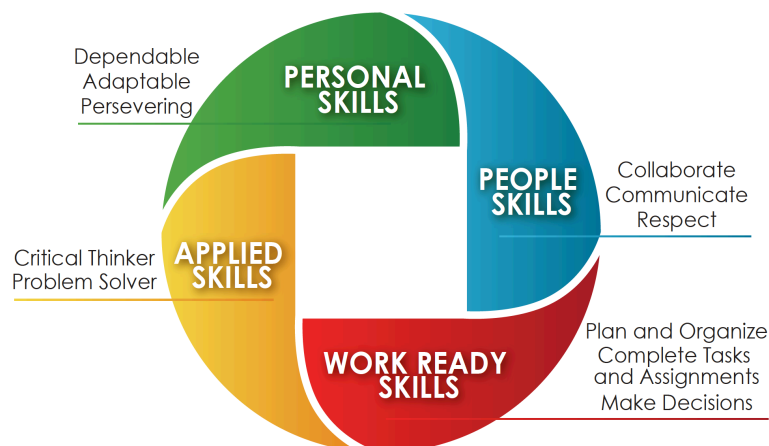 Dependable
Adaptable
Persevering
PERSONAL
SKILLS
PEOPLE
SKILLS
Collaborate
Communicate
Respect
Critical Thinker
Problem Solver
APPLIED
SKILLS
WORK READY
SKILLS
Plan and Organize
Complete Tasks
and Assignments
Make Decisions